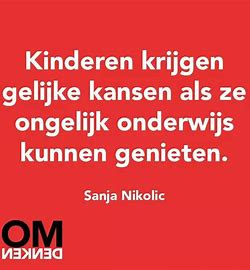 Kinderen krijgen
gelijke kansen als ze
ongelijk onderwijs
kunnen genieten.
Sanja Nikolic
OM
DENKEN